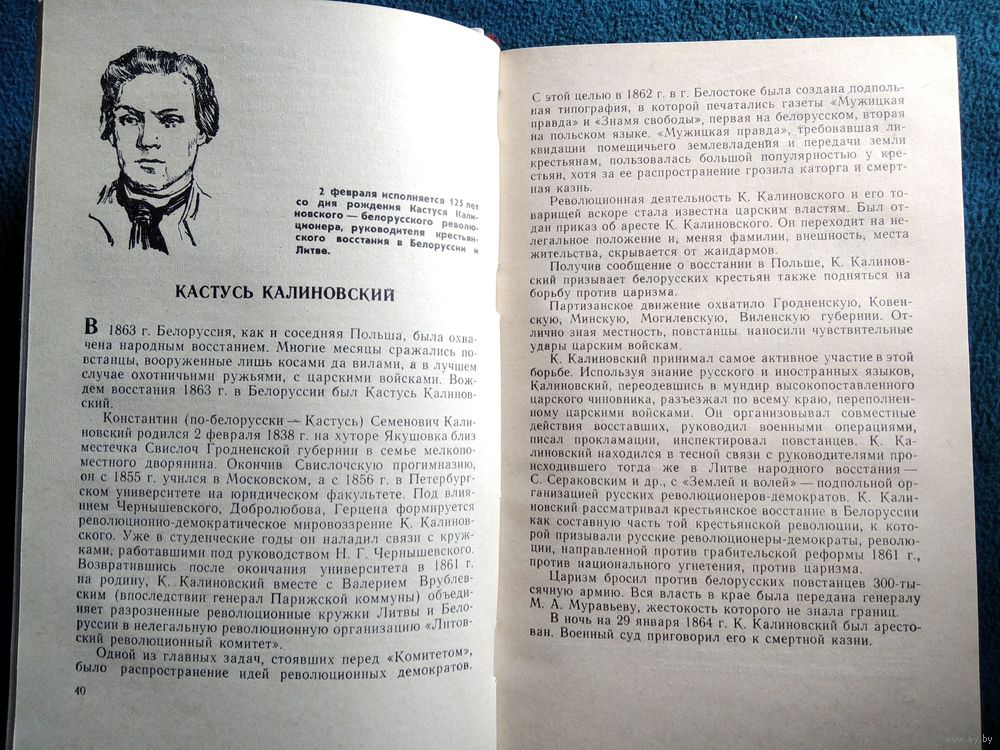 2 февраля исполняется 125 лет
со дня рождения Кастуся Кали-
новского — белорусского револю-
ционера, руководителя крестьян-
ского восстания в Белоруссии и
Литве.
КАСТУСЬ КАЛИНОВСКИЙ
В 1863 г. Белоруссия, как и соседняя Польша, была охва-
чена народным восстанием. Многие месяцы сражались по-
встанцы, вооруженные лишь косами да вилами, а в лучшем
случае охотничьими ружьями, с царскими войсками. Вож-
дем восстания 1863 г. в Белоруссии был Кастусь Калинов-
ский.
Константин (по-белорусски — Кастусь) Семенович Кали-
новский родился 2 февраля 1838 г. на хуторе Якушовка близ
местечка Свислоч Гродненской губернии в семье мелкопо-
местного дворянина. Окончив Свислочскую прогимназию,
он с 1855 г. учился в Московском, а с 1856 г. в Петербург-
ском университете на юридическом факультете. Под влия-
нием Чернышевского, Добролюбова, Герцена формируется
революционно-демократическое мировоззрение К. Калинов-
ского. Уже в студенческие годы он наладил связи с круж-
ками, работавшими под руководством Н. Г. Чернышевского.
Возвратившись после окончания университета в 1861 г.
на родину, К. Калиновский вместе с Валерием Врублев-
ским (впоследствии генерал Парижской коммуны) объеди-
няет разрозненные революционные кружки Литвы и Бело-
руссии в нелегальную революционную организацию «Литов-
ский революционный комитет».
Одной из главных задач, стоявших перед «Комитетом»,
было распространение идей революционных демократов.
40
С этой целью в 1862 г. в г. Белостоке была создана подполь-
ная типография, в которой печатались газеты «Мужицкая
правда» и «Знамя свободы», первая на белорусском, вторая
на польском языке. «Мужицкая правда», требовавшая ли-
квидации помещичьего землевладения и передачи земли
крестьянам, пользовалась большой популярностью у кре-
стьян, хотя за ее распространение грозила каторга и смерт-
ная казнь.
Революционная деятельность К. Калиновского и его то-
варищей вскоре стала известна царским властям. Был от-
дан приказ об аресте К. Калиновского. Он переходит на не-
легальное положение и, меняя фамилии, внешность, места
жительства, скрывается от жандармов.
Получив сообщение о восстании в Польше, К. Калинов-
ский призывает белорусских крестьян также подняться на
борьбу против царизма.
Партизанское движение охватило Гродненскую, Ковен-
скую, Минскую, Могилевскую, Виленскую губернии. От-
лично зная местность, повстанцы наносили чувствительные
удары царским войскам.
К. Калиновский принимал самое активное участие в этой
борьбе. Используя знание русского и иностранных языков,
Калиновский, переодевшись в мундир высокопоставленного
царского чиновника, разъезжал по всему краю, переполнен-
ному царскими войсками. Он организовывал совместные
действия восставших, руководил военными операциями,
писал прокламации, инспектировал повстанцев. К. Ка-
линовский находился в тесной связи с руководителями про-
исходившего тогда же в Литве народного восстания —
С. Сераковским и др., с «Землей и волей» — подпольной ор-
ганизацией русских революционеров-демократов. К. Кали-
новский рассматривал крестьянское восстание в Белоруссии
как составную часть той крестьянской революции, к кото-
рой призывали русские революционеры-демократы, револю-
ции, направленной против грабительской реформы 1861 г.,
против национального угнетения, против царизма.
Царизм бросил против белорусских повстанцев 300-ты-
сячную армию. Вся власть в крае была передана генералу
М. А. Муравьеву, жестокость которого не знала границ.
В ночь на 29 января 1864 г. К. Калиновский был аресто-
ван. Военный суд приговорил его к смертной казни.
www.ay.by